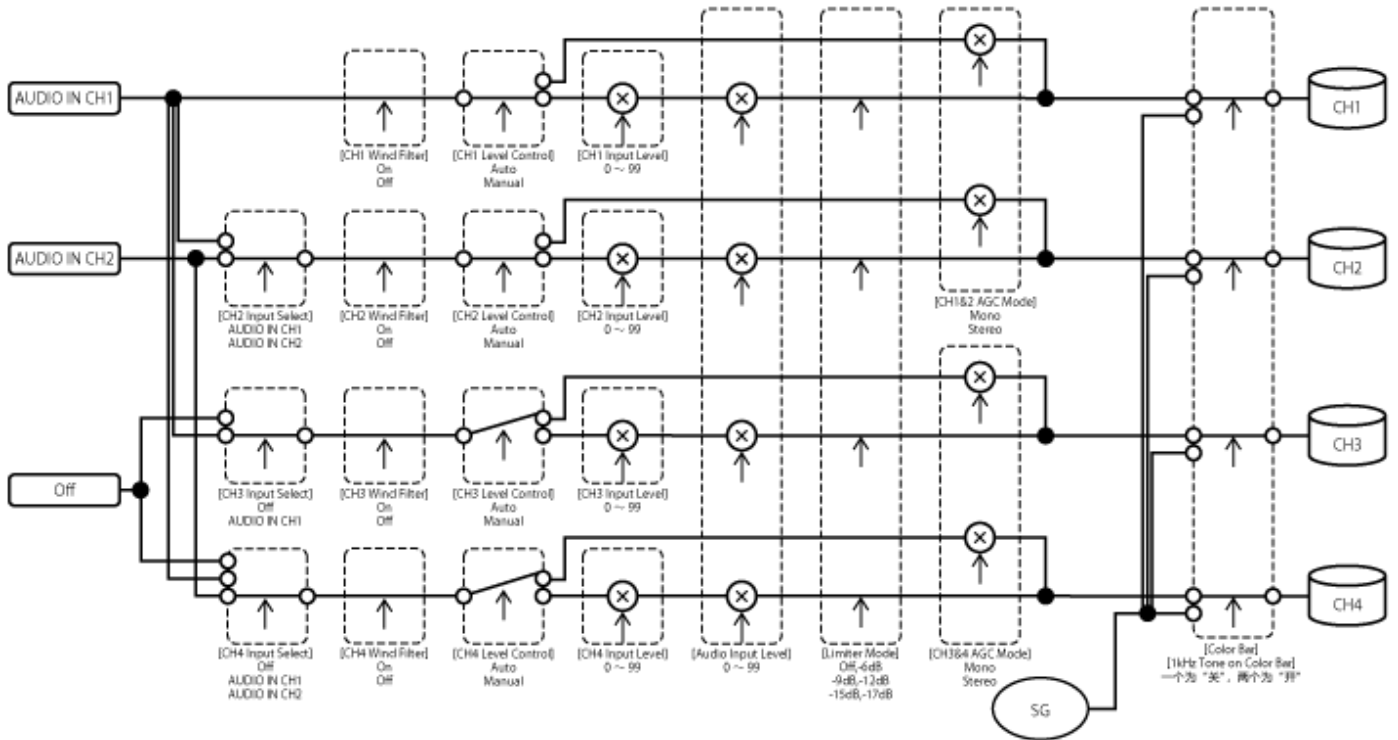 AUDIO IN CH1
CH1
[CH1 Wind Filter]
On
Off
[CH1 Level Control]
Auto
Manual
[CH1 Input Level]
0 ~ 99
AUDIO IN CH2
CH2
[CH2 Input Select]
AUDIO IN CH1
AUDIO IN CH2
[CH2 Wind Filter]
On
Off
[CH2 Level Control]
Auto
Manual
[CH2 Input Level]
0 ~ 99
[CH1&2 AGC Mode]
Mono
Stereo
CH3
Off
[CH3 Input Select]
Off
AUDIO IN CH1
[CH3 Wind Filter]
On
Off
[CH3 Level Control]
Auto
Manual
[CH3 Input Level]
0 ~ 99
CH4
[CH4 Input Select]
Off
AUDIO IN CH1
AUDIO IN CH2
[CH4 Wind Filter]
On
Off
[CH4 Level Control]
Auto
Manual
[CH4 Input Level]
0 ~ 99
[Audio Input Level]
0 ~ 99
[Limiter Mode]
Off,-6dB
-9dB,-12dB
-15dB,-17dB
[CH3&4 AGC Mode]
Mono
Stereo
[Color Bar]
[1kHz Tone on Color Bar]
一个为“关”，两个为“开”
SG